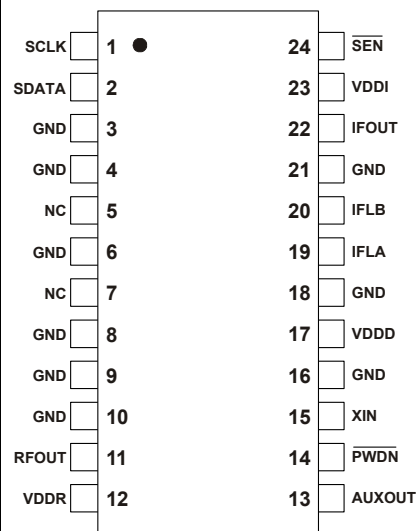 SCLK 1 24 S̅E̅N̅
SDATA 2 23 VDDI
GND 3 22 IFOUT
GND 4 21 GND
NC 5 20 IFLB
GND 6 19 IFLA
NC 7 18 GND
GND 8 17 VDDD
GND 9 16 GND
GND 10 15 XIN
RFOUT 11 14 P̅W̅D̅N̅
VDDR 12 13 AUXOUT